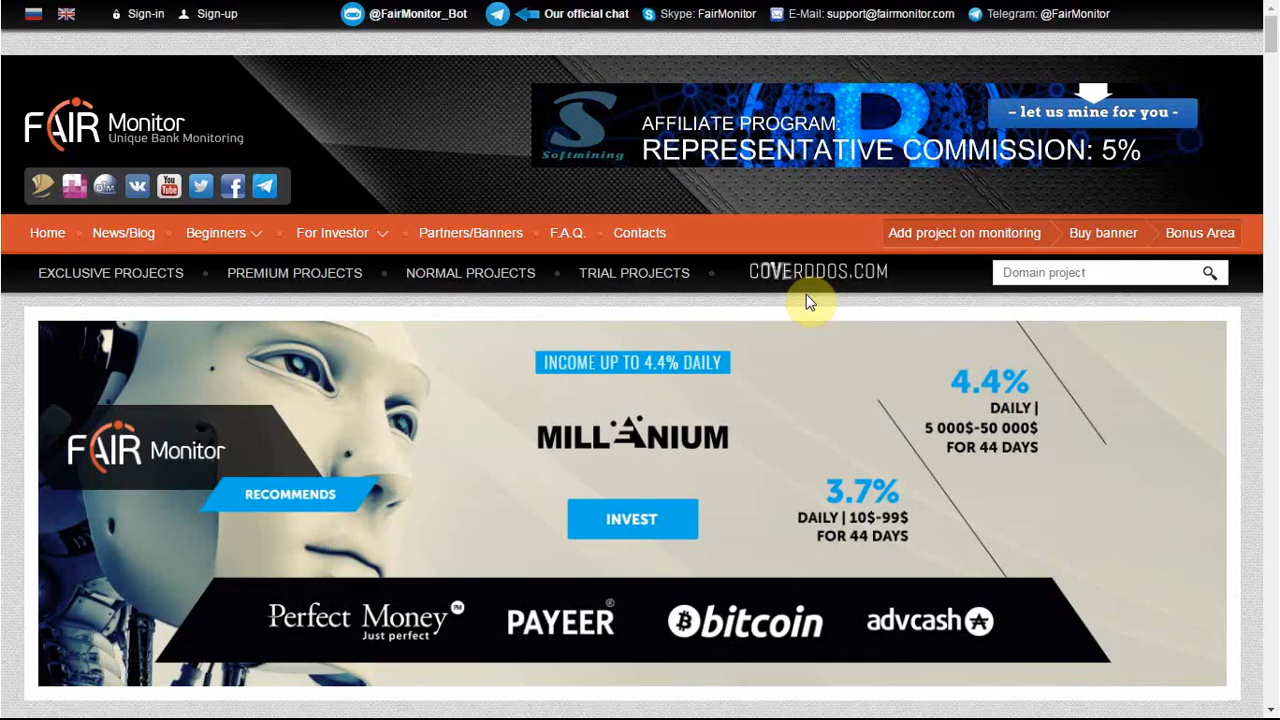 Sign-in Sign-up @FairMonitor_Bot Our official chat Skype: FairMonitor E-Mail: support@fairmonitor.com Telegram: @FairMonitor
FAIR Monitor
Unique Bank Monitoring
Softmining
AFFILIATE PROGRAM:
REPRESENTATIVE COMMISSION: 5%
~ let us mine for you -
You Tube
Home News/Blog Beginners For Investor Partners/Banners F.A.Q. Contacts Add project on monitoring Buy banner Bonus Area
EXCLUSIVE PROJECTS PREMIUM PROJECTS NORMAL PROJECTS TRIAL PROJECTS COVERDDOS.COM Domain project
FAIR Monitor
RECOMMENDS
INCOME UP TO 4.4% DAILY
MILLENIUM
INVEST
4.4%
DAILY |
5 000$-50 000$
FOR 44 DAYS
3.7%
DAILY | 10$-99$
FOR 44 DAYS
Perfect Money TM
Just perfect
PAYEER®
bitcoin
advcash